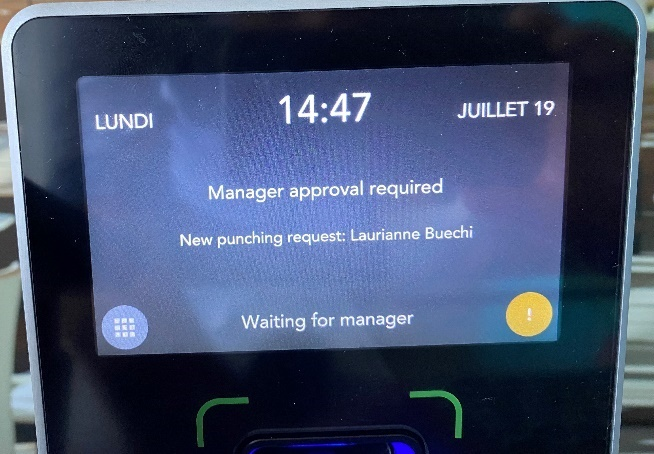 LUNDI
14:47
JUILLET 19
Manager approval required
New punching request: Laurianne Buechi
Waiting for manager
!